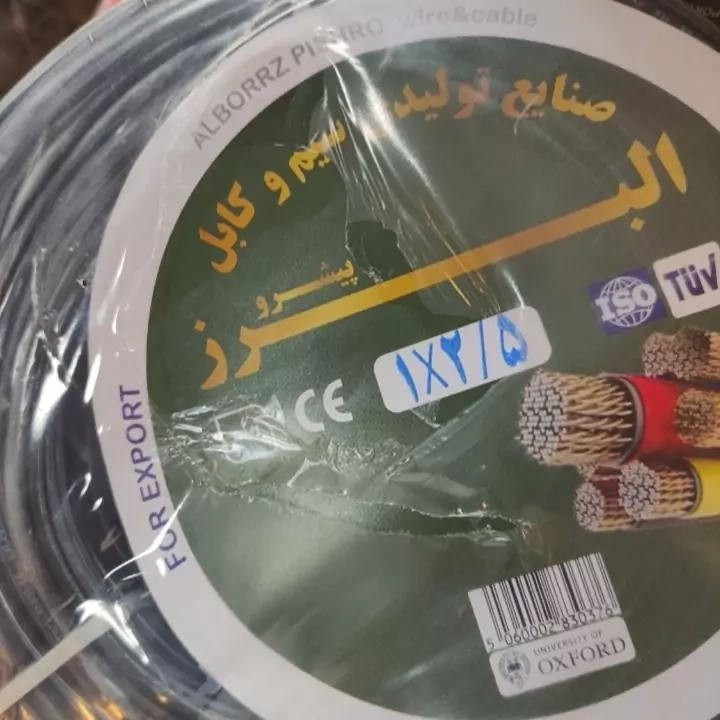 ALBORRZ PISHRO wire&cable
صنایع تولیدی سیم و کابل
البرز
پیشرو
ISO
TÜV
CE
۱X۲/۵
FOR EXPORT
5 060002 830376
UNIVERSITY OF
OXFORD